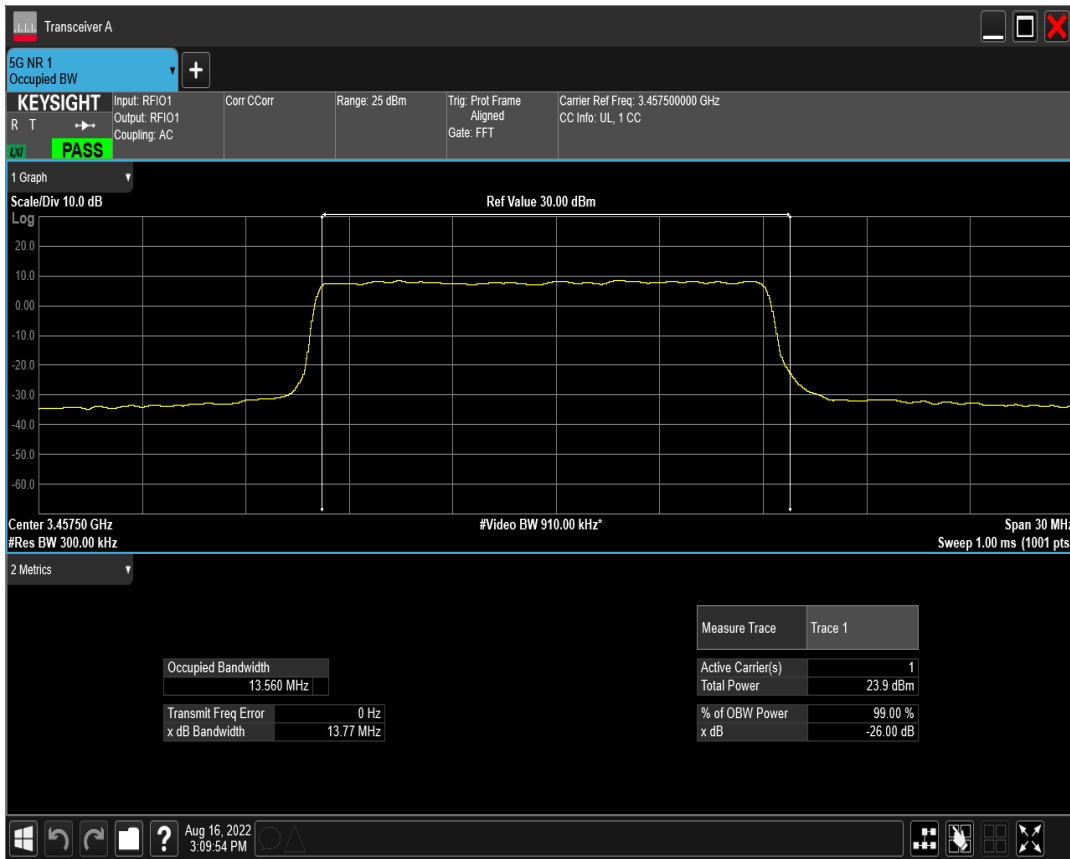 Transceiver A
5G NR 1
Occupied BW
KEYSIGHT
R T
LXI
PASS
Input: RFIO1
Output: RFIO1
Coupling: AC
Corr CCorr
Range: 25 dBm
Trig: Prot Frame
Aligned
Gate: FFT
Carrier Ref Freq: 3.457500000 GHz
CC Info: UL, 1 CC
1 Graph
Scale/Div 10.0 dB
Ref Value 30.00 dBm
Log
20.0
10.0
0.00
-10.0
-20.0
-30.0
-40.0
-50.0
-60.0
Center 3.45750 GHz
#Video BW 910.00 kHz*
Span 30 MHz
#Res BW 300.00 kHz
Sweep 1.00 ms (1001 pts
2 Metrics
Measure Trace Trace 1
Occupied Bandwidth
13.560 MHz
Active Carrier(s) 1
Total Power 23.9 dBm
Transmit Freq Error 0 Hz
x dB Bandwidth 13.77 MHz
% of OBW Power 99.00 %
x dB -26.00 dB
?
Aug 16, 2022
3:09:54 PM